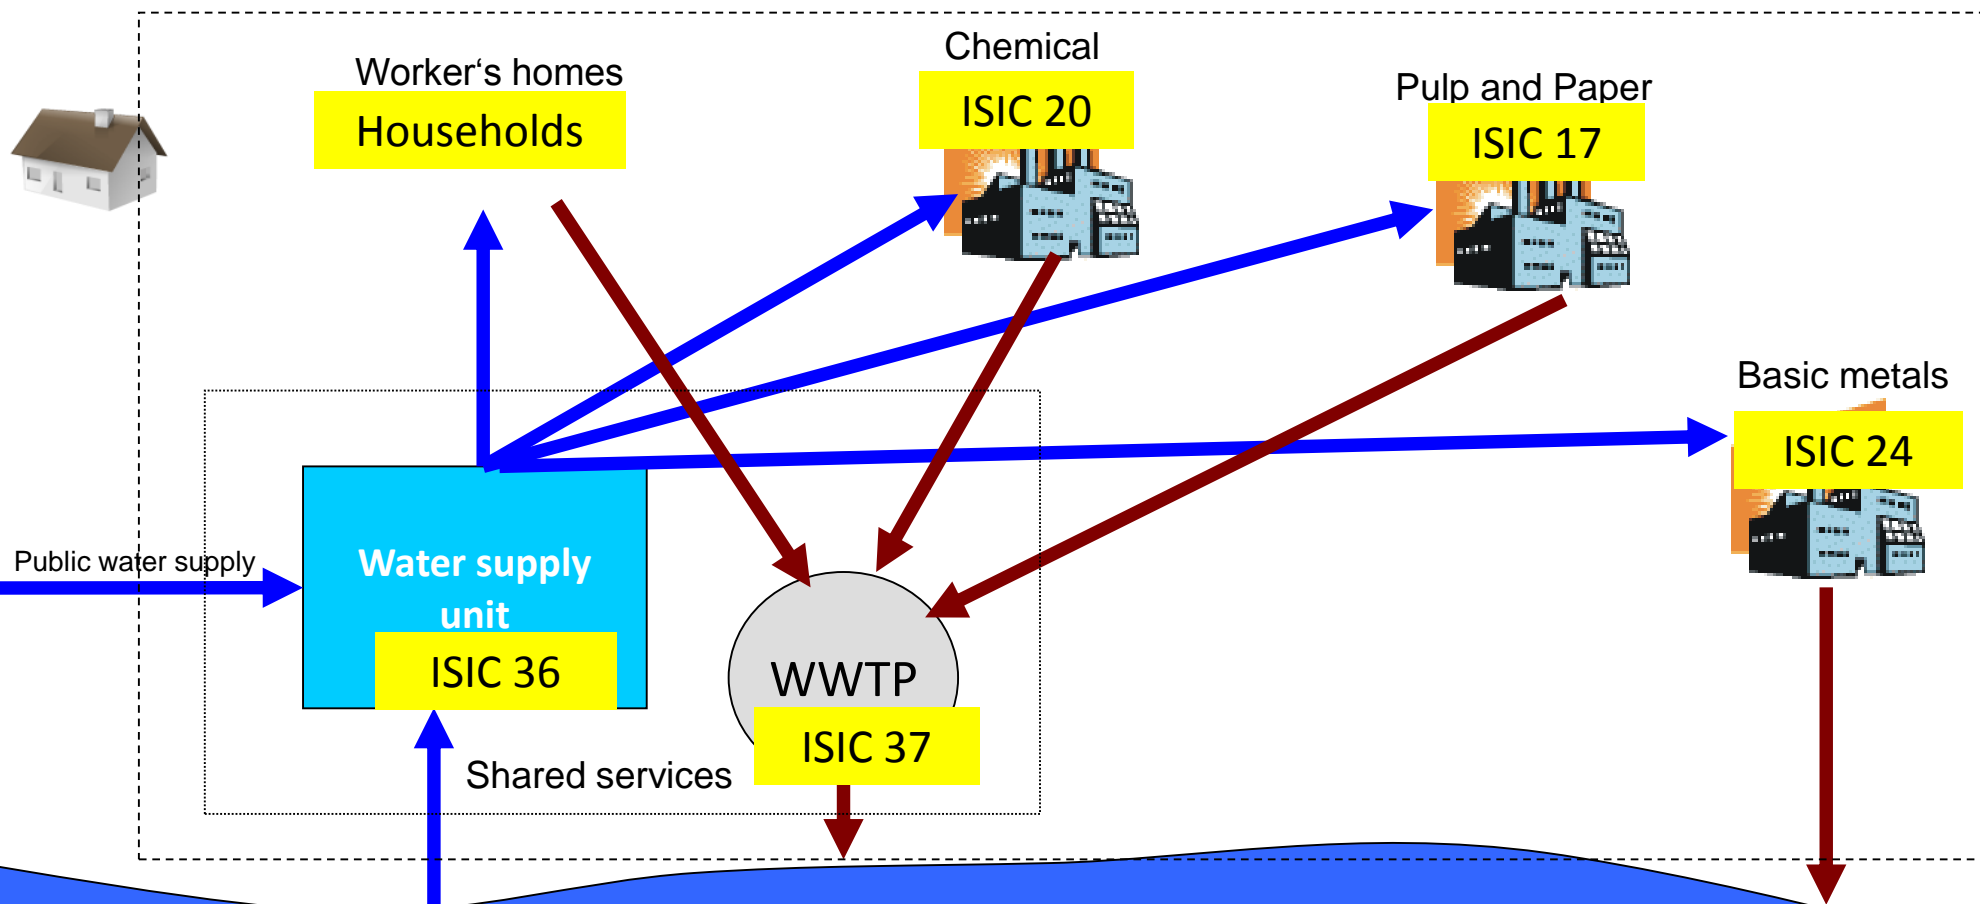 Chemical
Worker‘s homes
Pulp and Paper
ISIC 20
Households
ISIC 17
Basic metals
ISIC 24
Public water supply
Water supply
unit
ISIC 36
WWTP
ISIC 37
Shared services